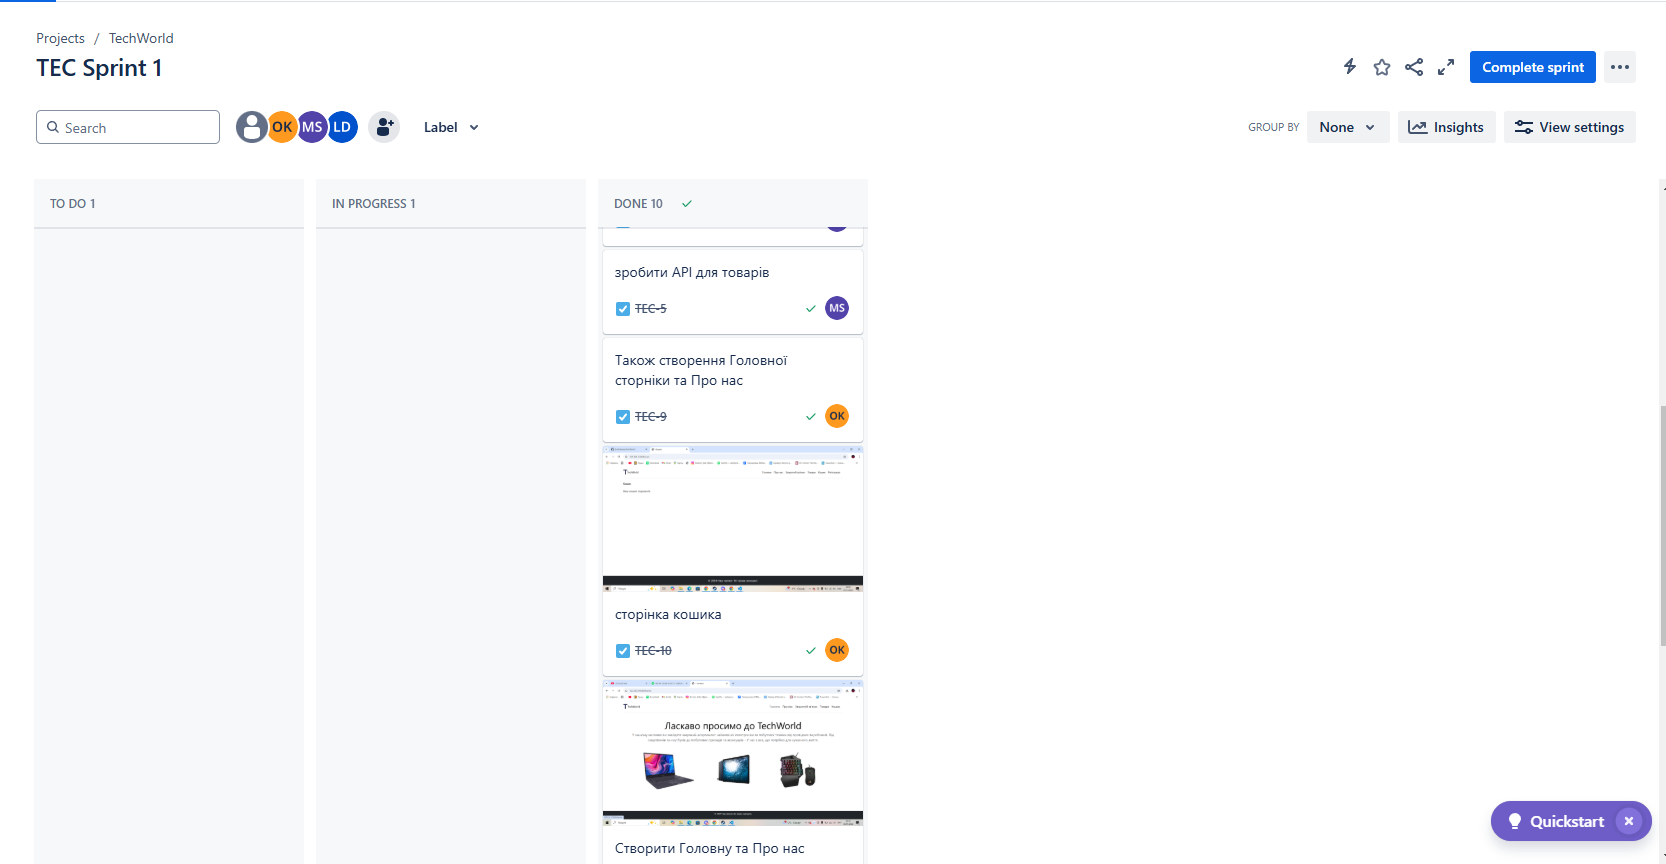 Projects / TechWorld
TEC Sprint 1
Complete sprint
Search
OK MS LD
Label
GROUP BY
None
Insights
View settings
TO DO 1
IN PROGRESS 1
DONE 10
зробити API для товарів
TEC-5
MS
Також створення Головної
сторніки та Про нас
TEC-9
OK
сторінка кошика
TEC-10
OK
Ласкаво просимо до TechWorld
Створити Головну та Про нас
Quickstart